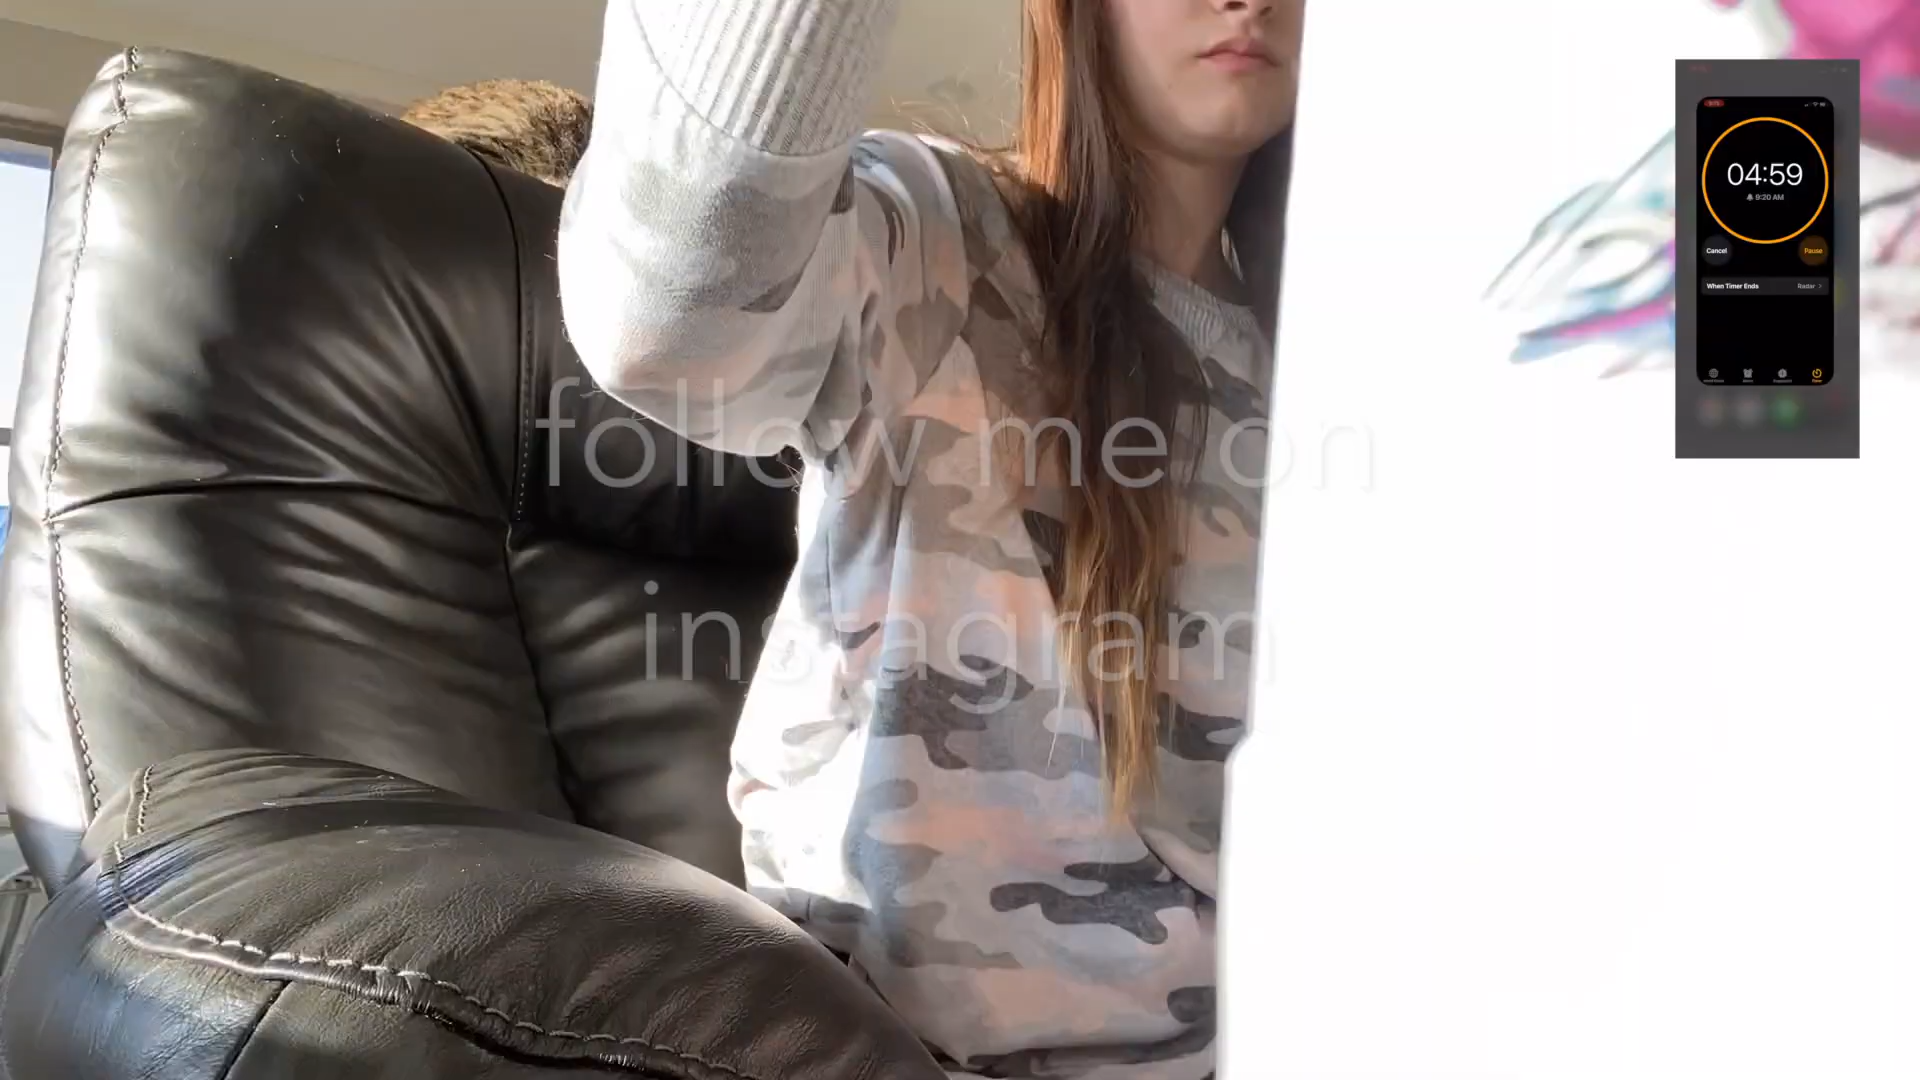 04:59
9:20 AM
Cancel
Pause
When Timer Ends
Radar
follow me on
instagram